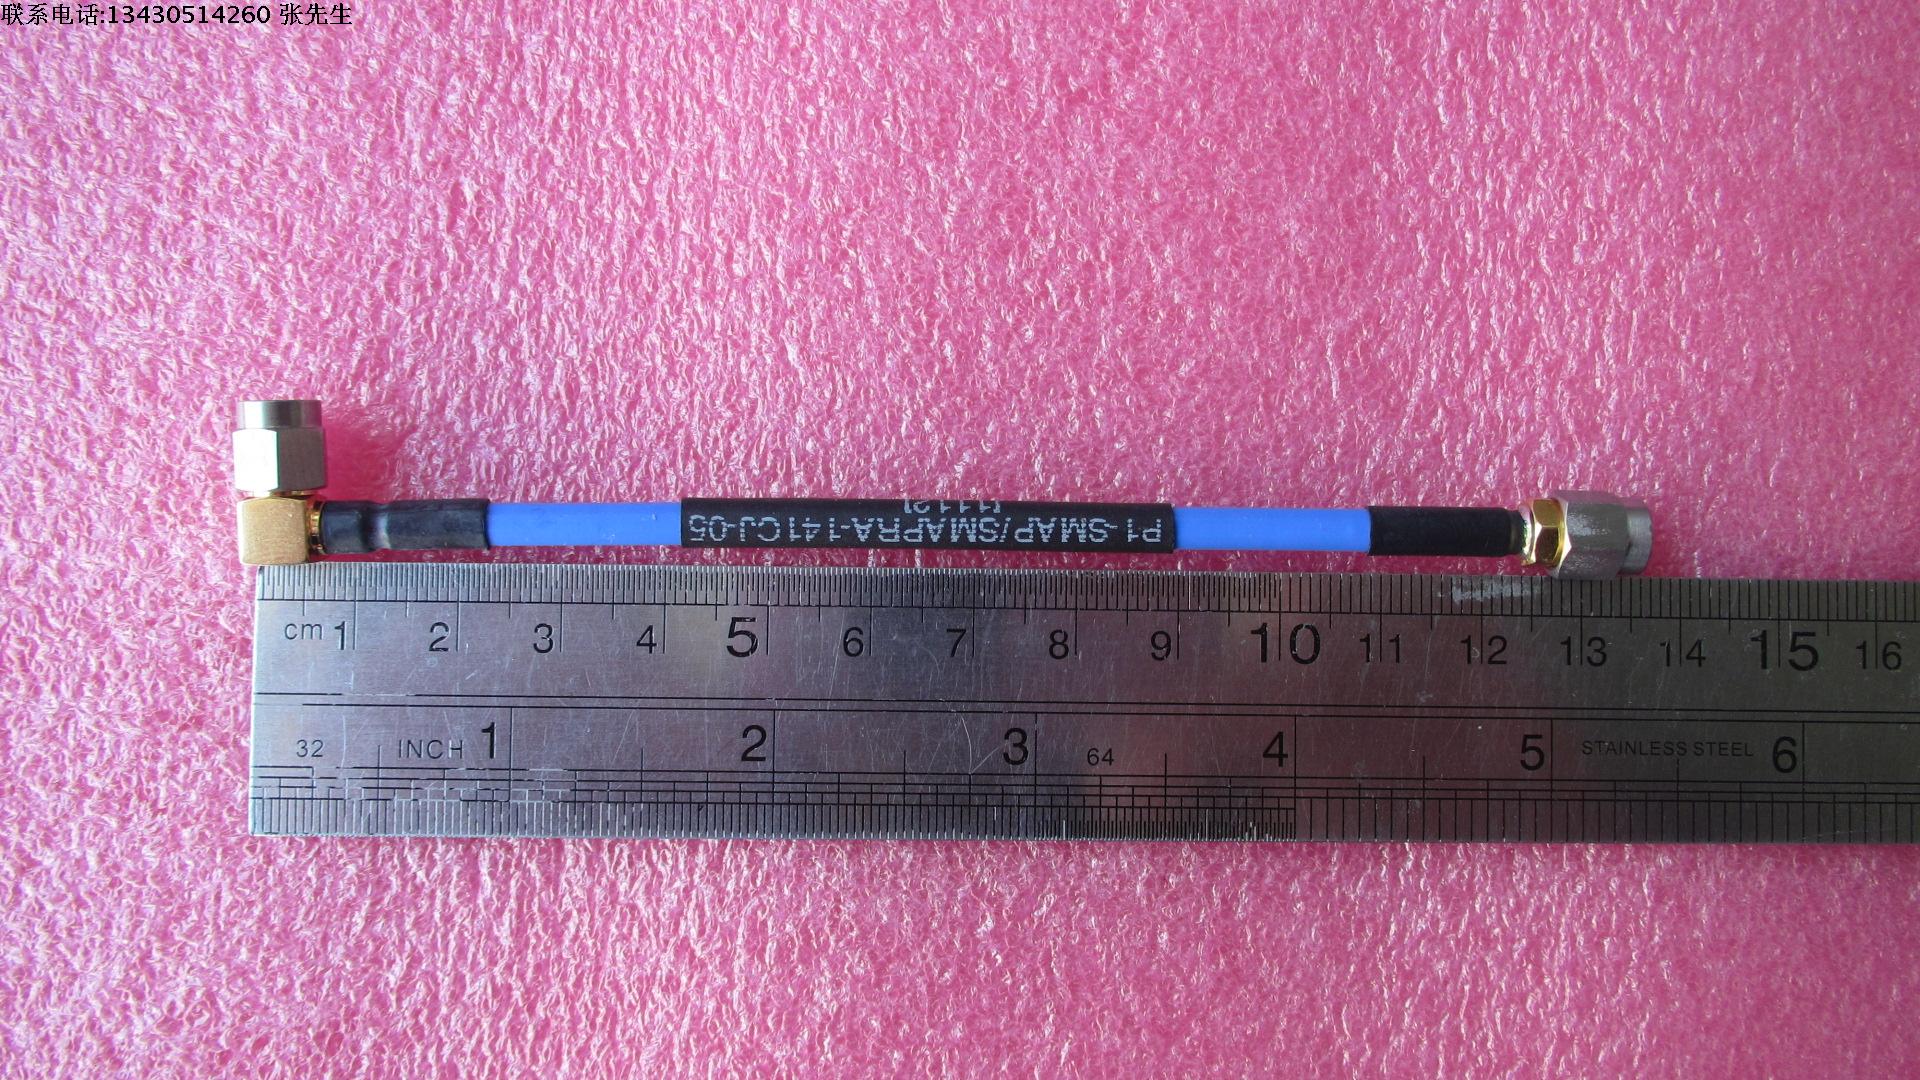 联系电话:13430514260 张先生
P1-SMAP/SMAPRA-141CJ-05
cm 1 2 3 4 5 6 7 8 9 10 11 12 13 14 15 16
32 INCH 1 2 3 64 4 5 STAINLESS STEEL 6